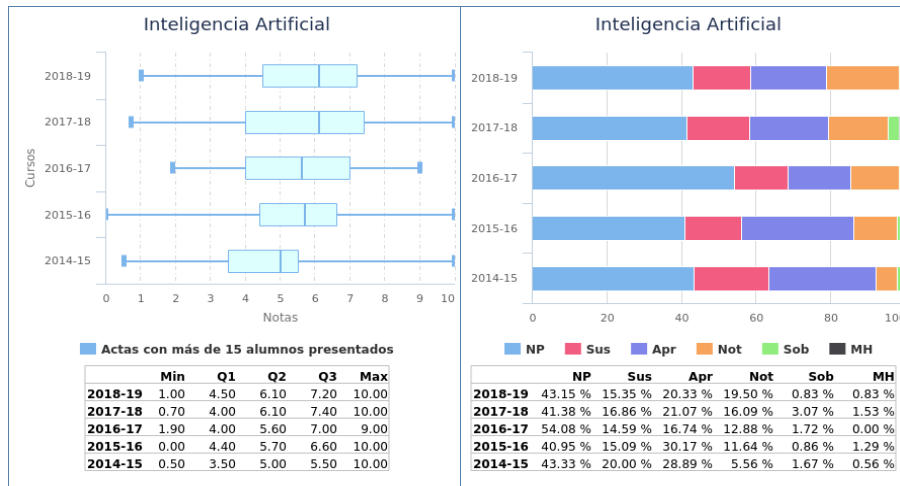 Inteligencia Artificial
Cursos
2018-19
2017-18
2016-17
2015-16
2014-15
0 1 2 3 4 5 6 7 8 9 10
Notas
Actas con más de 15 alumnos presentados
Min Q1 Q2 Q3 Max
2018-19 1.00 4.50 6.10 7.20 10.00
2017-18 0.70 4.00 6.10 7.40 10.00
2016-17 1.90 4.00 5.60 7.00 9.00
2015-16 0.00 4.40 5.70 6.60 10.00
2014-15 0.50 3.50 5.00 5.50 10.00
Inteligencia Artificial
2018-19
2017-18
2016-17
2015-16
2014-15
0 20 40 60 80 100
NP Sus Apr Not Sob MH
NP Sus Apr Not Sob MH
2018-19 43.15 % 15.35 % 20.33 % 19.50 % 0.83 % 0.83 %
2017-18 41.38 % 16.86 % 21.07 % 16.09 % 3.07 % 1.53 %
2016-17 54.08 % 14.59 % 16.74 % 12.88 % 1.72 % 0.00 %
2015-16 40.95 % 15.09 % 30.17 % 11.64 % 0.86 % 1.29 %
2014-15 43.33 % 20.00 % 28.89 % 5.56 % 1.67 % 0.56 %